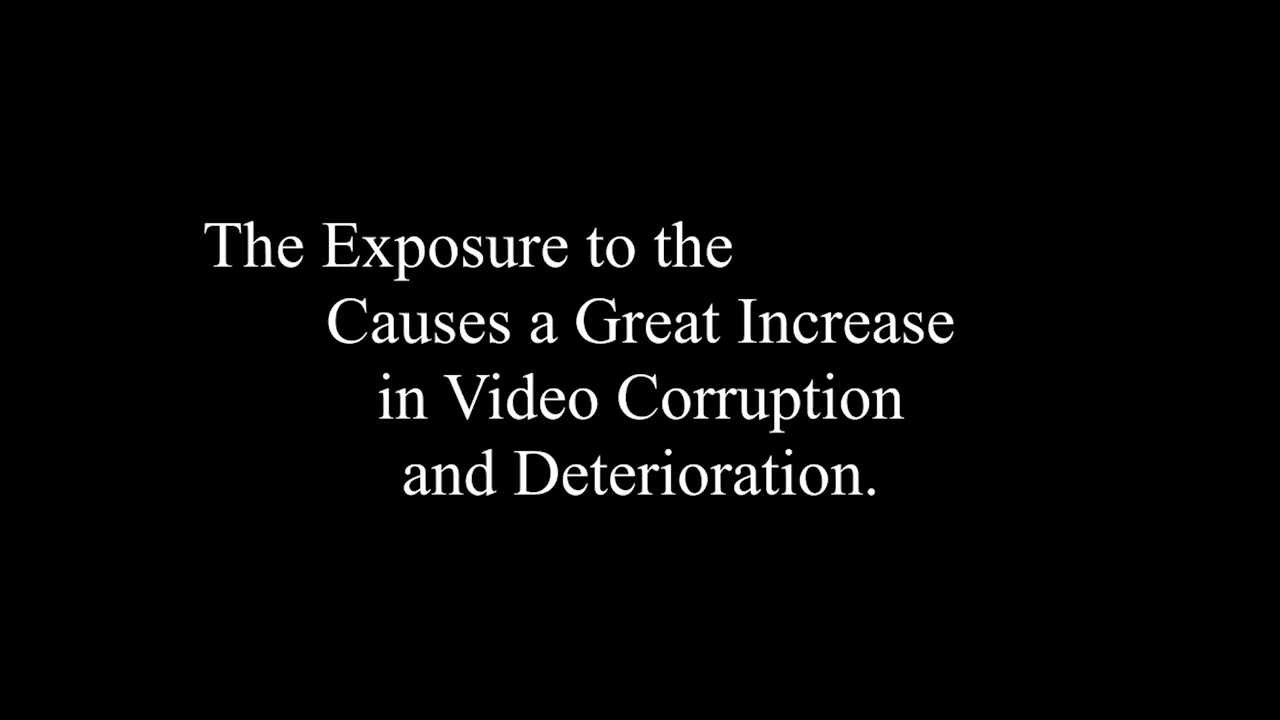 The Exposure to the
Causes a Great Increase
in Video Corruption
and Deterioration.